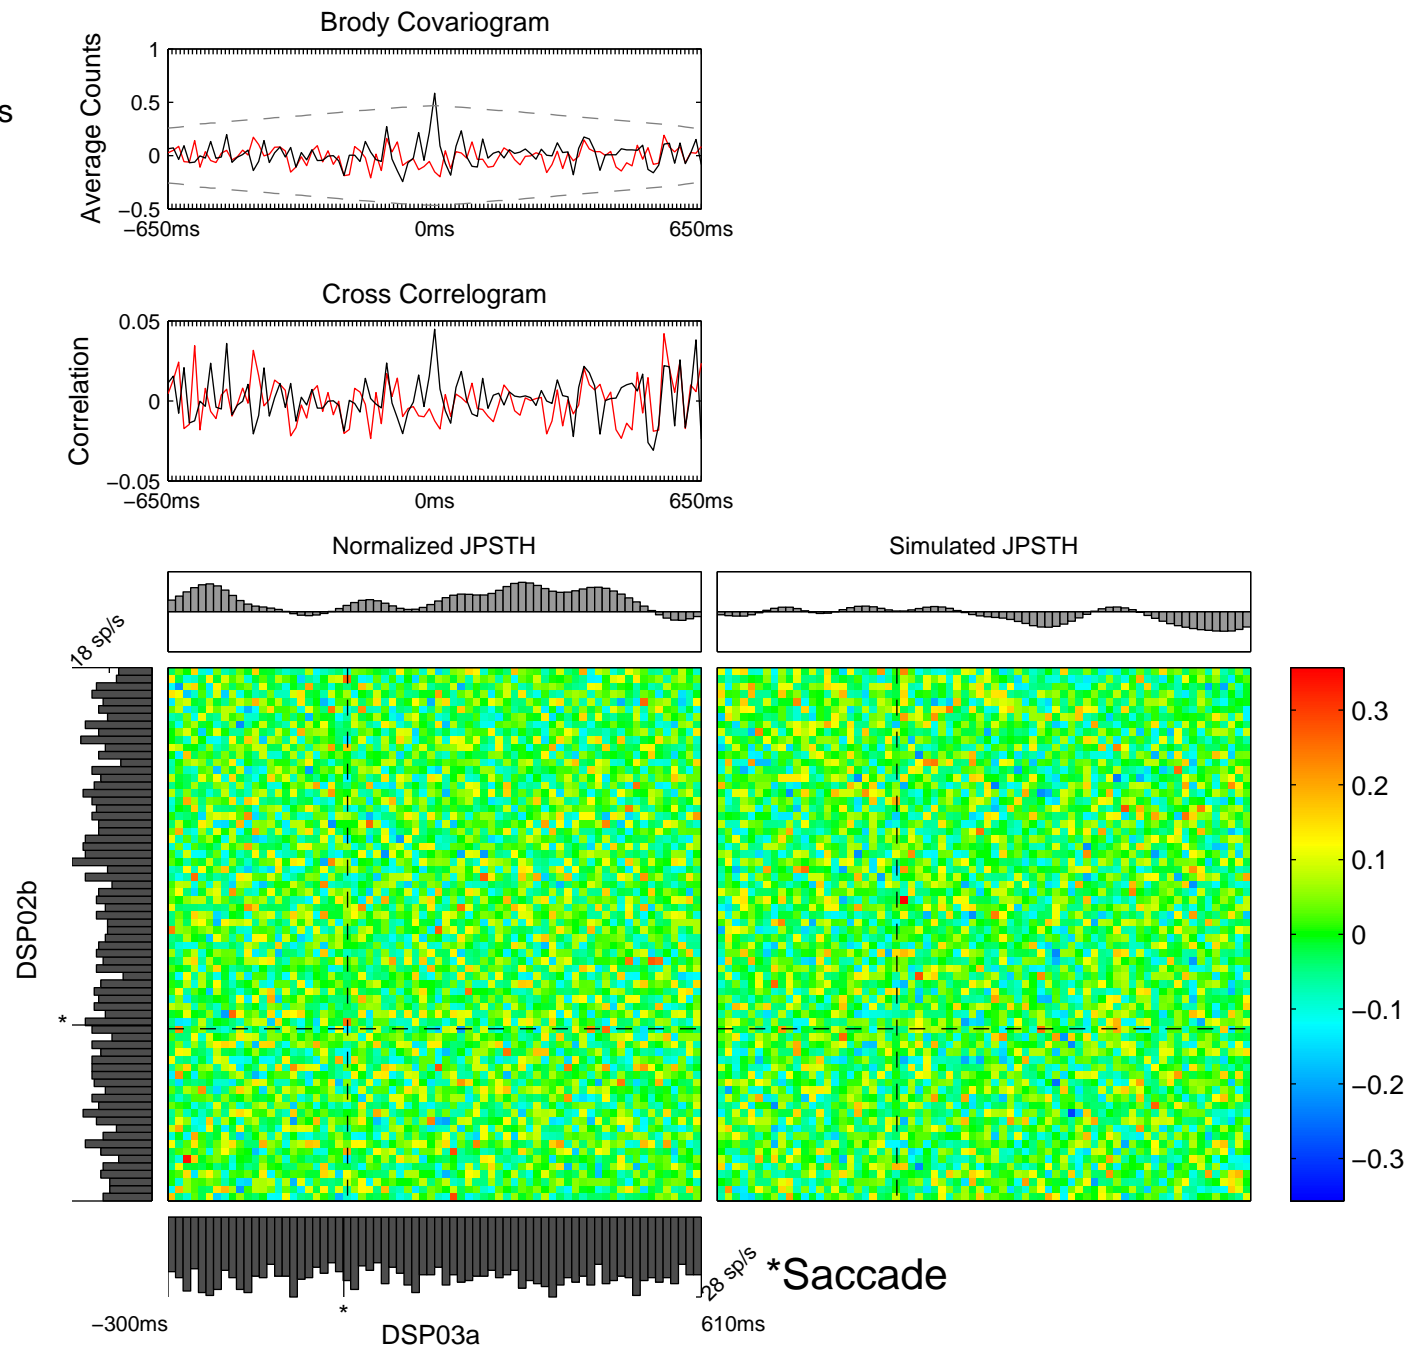 Brody Covariogram
s
Average Counts
1
0.5
0
−0.5
−650ms
0ms
650ms
Cross Correlogram
Correlation
0.05
0
−0.05
−650ms
0ms
650ms
Normalized JPSTH
Simulated JPSTH
18 sp/s
DSP02b
*
0.3
0.2
0.1
0
−0.1
−0.2
−0.3
28 sp/s
*Saccade
*
−300ms
DSP03a
610ms